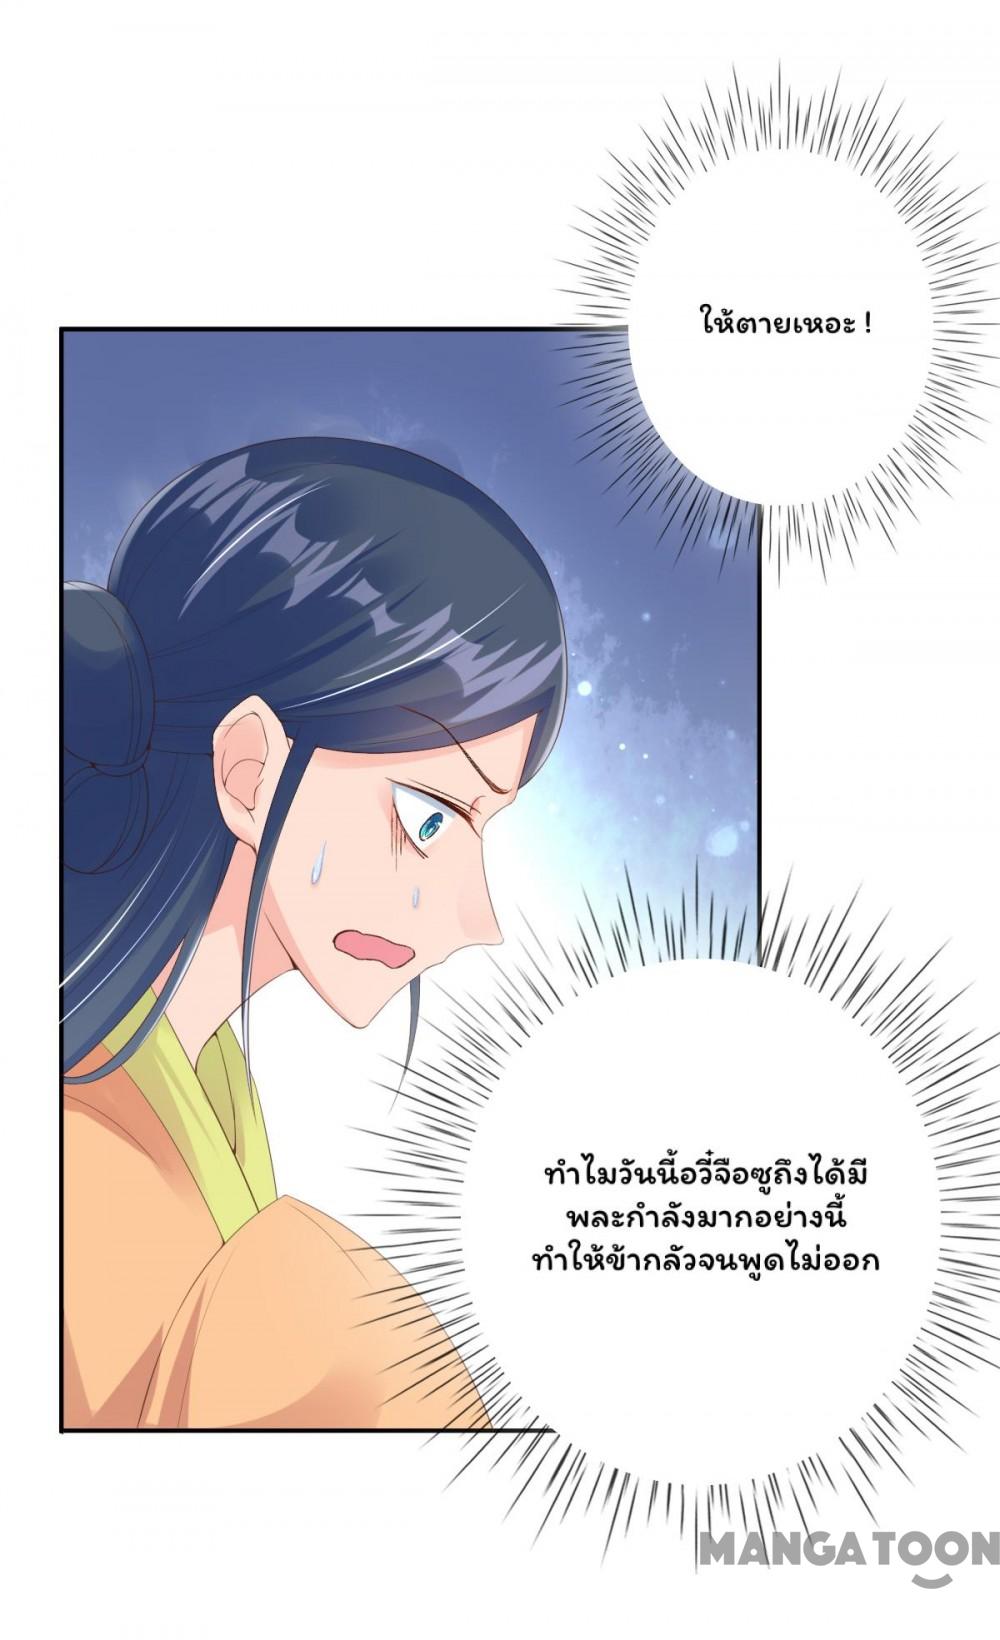 ให้ตายเหอะ !
ทำไมวันนี้อวี๋จือซูถึงได้มี
พละกำลังมากอย่างนี้
ทำให้ข้ากลัวจนพูดไม่ออก
MANGATOON